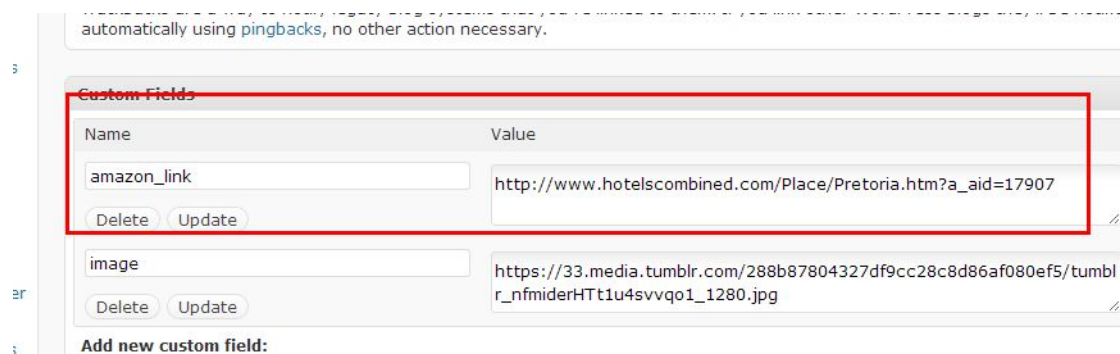 automatically using pingbacks, no other action necessary.
Custom Fields
Name Value
amazon_link
http://www.hotelscombined.com/Place/Pretoria.htm?a_aid=17907
Delete Update
image
https://33.media.tumblr.com/288b87804327df9cc28c8d86af080ef5/tumbl
r_nfmiderHTt1u4svvqo1_1280.jpg
er
Delete Update
Add new custom field: